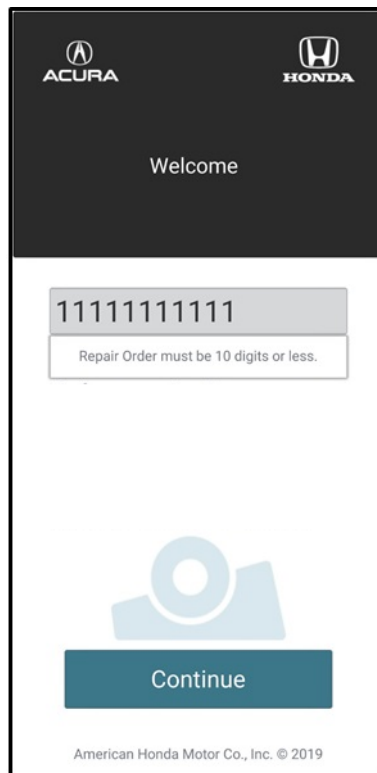 ACURA
HONDA
Welcome
11111111111
Repair Order must be 10 digits or less.
Continue
American Honda Motor Co., Inc. © 2019